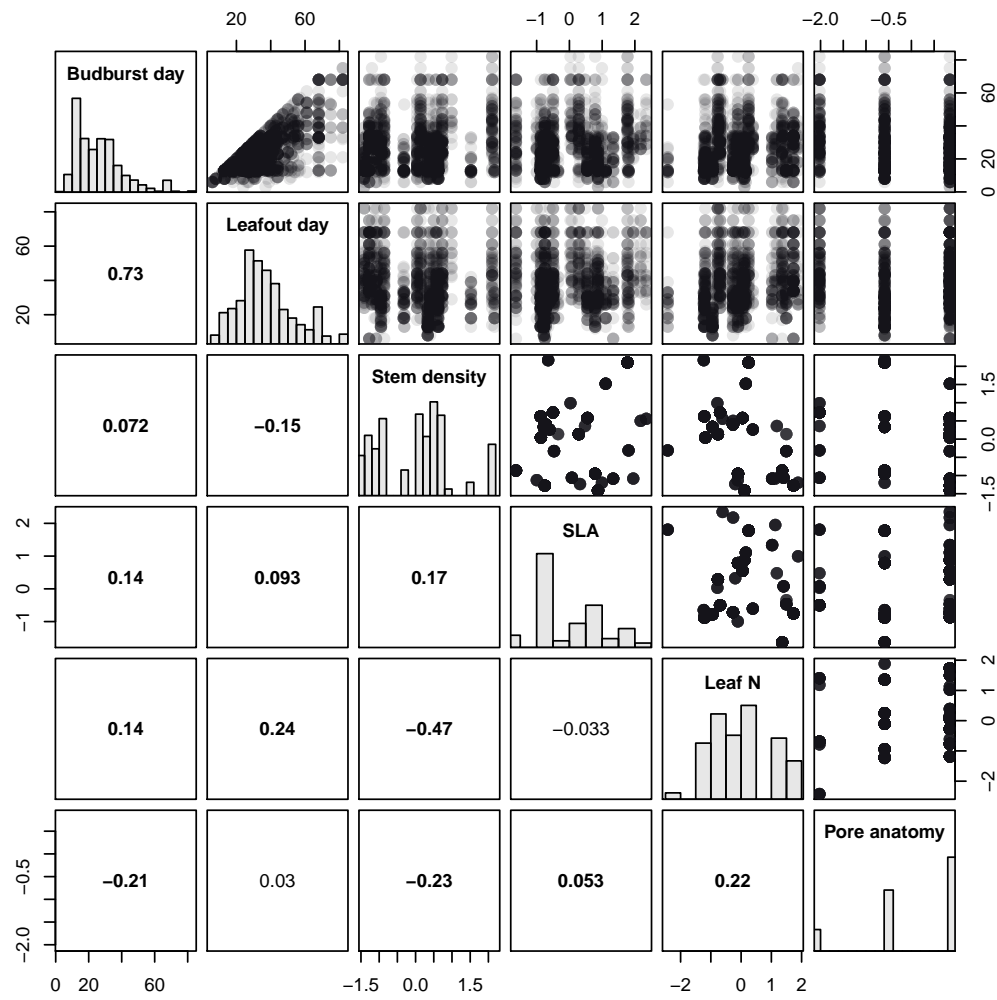 20 60 −1 0 1 2 −2.0 −0.5
Budburst day
0 20 60
20 60
0.73
Leafout day
0.072
−0.15
Stem density
−1.5 0.0 1.5
−1 0 1 2
0.14
0.093
0.17
SLA
0.14
0.24
−0.47
−0.033
Leaf N
−2 0 1 2
−2.0 −0.5
−0.21
0.03
−0.23
0.053
0.22
Pore anatomy
0 20 60 −1.5 0.0 1.5 −2 0 1 2